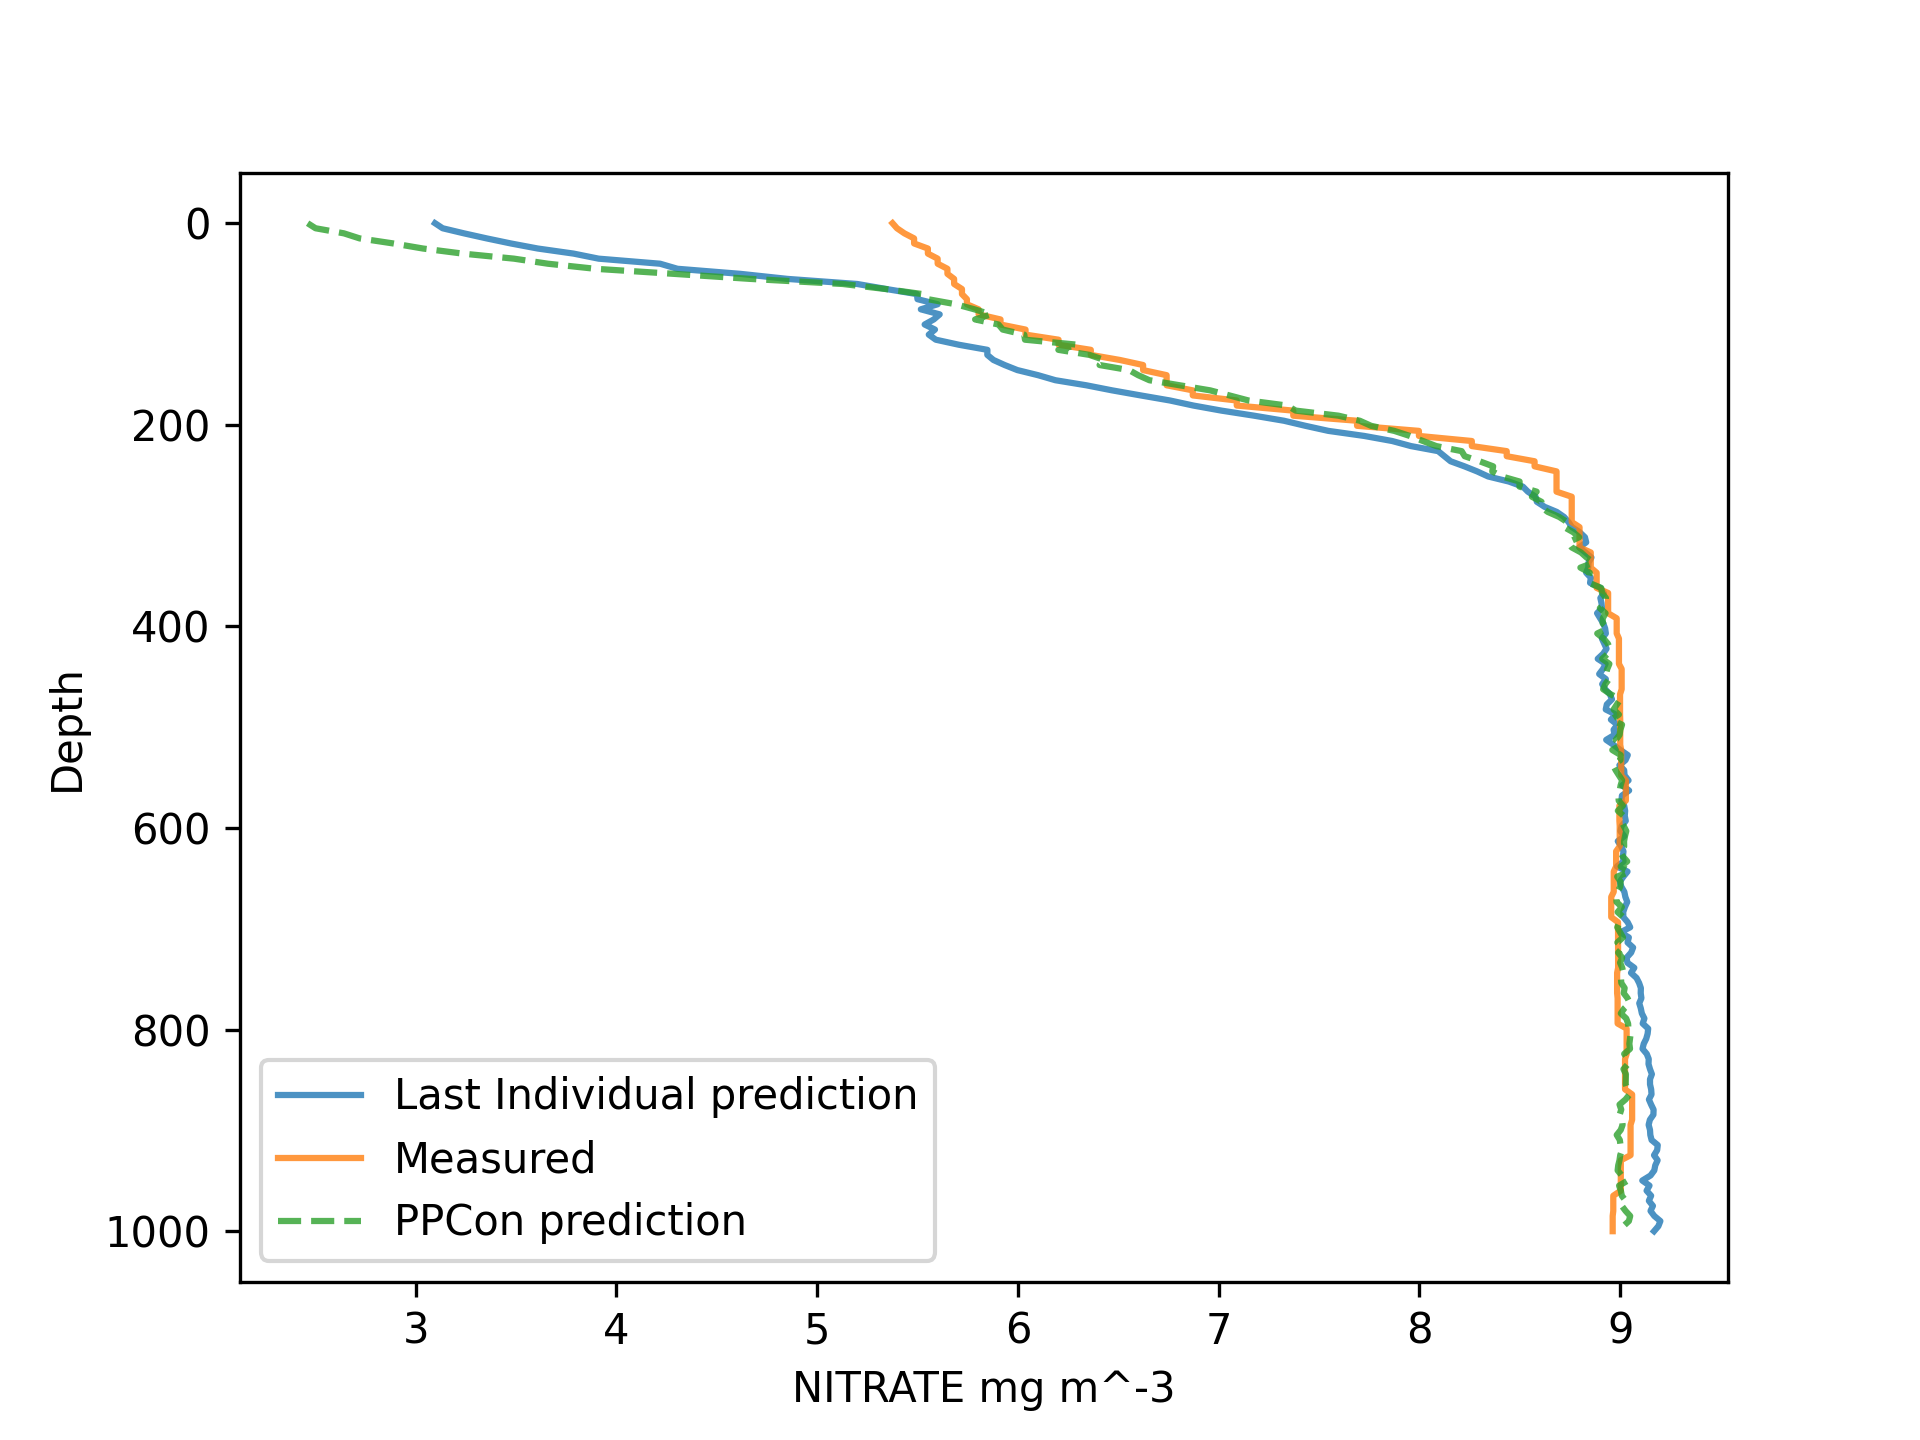 0
200
400
600
800
1000
Depth
Last Individual prediction
Measured
PPCon prediction
3 4 5 6 7 8 9
NITRATE mg m^-3